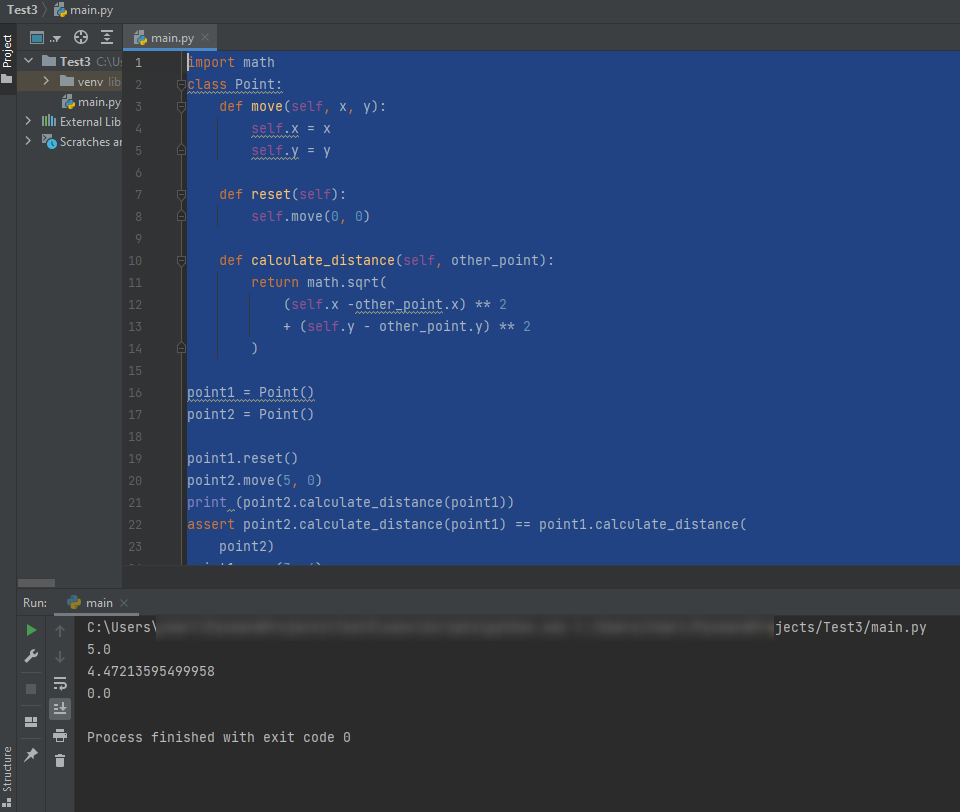 Test3 main.py
Project
main.py
Test3 C:\Us
venv lib
main.py
External Lib
Scratches ar
1 import math
2 class Point:
3     def move(self, x, y):
4         self.x = x
5         self.y = y
6
7     def reset(self):
8         self.move(0, 0)
9
10     def calculate_distance(self, other_point):
11         return math.sqrt(
12             (self.x -other_point.x) ** 2
13             + (self.y - other_point.y) ** 2
14         )
15
16 point1 = Point()
17 point2 = Point()
18
19 point1.reset()
20 point2.move(5, 0)
21 print (point2.calculate_distance(point1))
22 assert point2.calculate_distance(point1) == point1.calculate_distance(
23     point2)
Run: main
C:\Users\ jects/Test3/main.py
5.0
4.47213595499958
0.0
Process finished with exit code 0
Structure